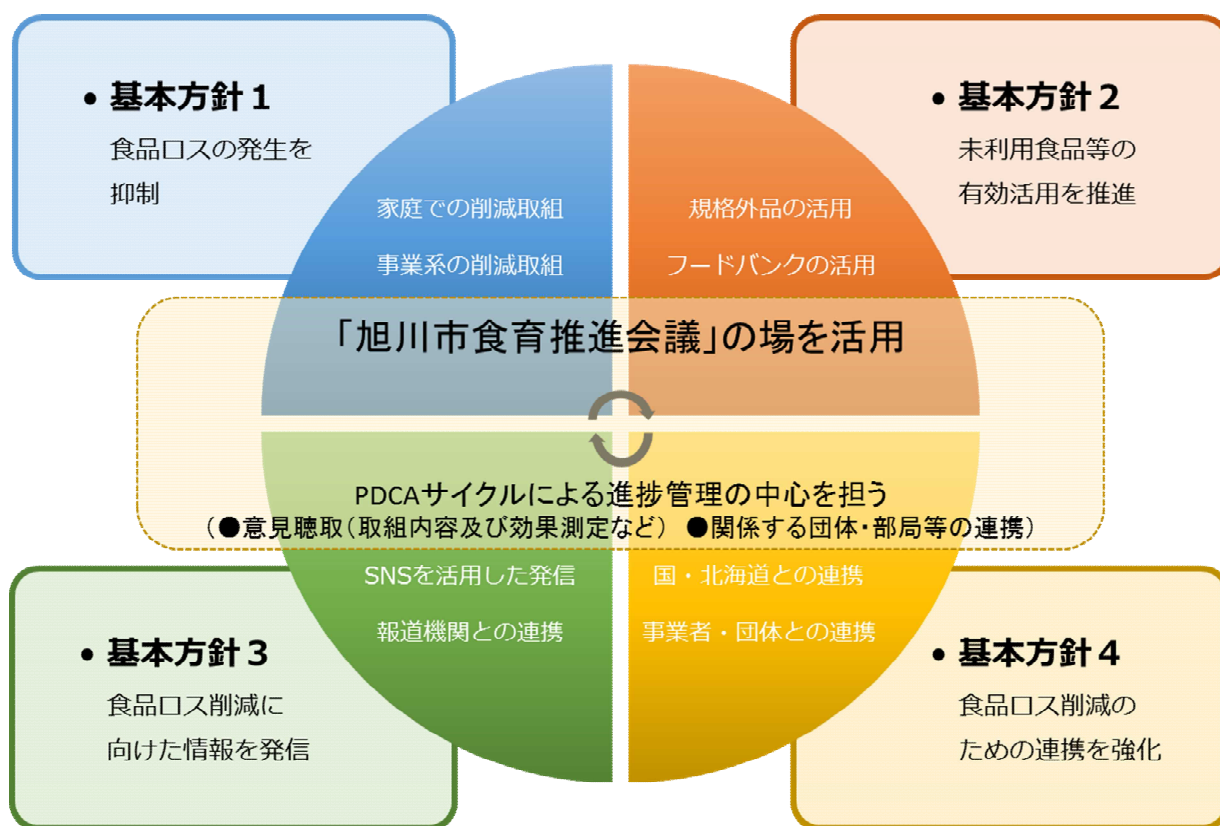 • 基本方針１
食品ロスの発生を
抑制
家庭での削減取組
事業系の削減取組
• 基本方針２
未利用食品等の
有効活用を推進
規格外品の活用
フードバンクの活用
「旭川市食育推進会議」の場を活用
PDCAサイクルによる進捗管理の中心を担う
（●意見聴取（取組内容及び効果測定など） ●関係する団体・部局等の連携）
SNSを活用した発信
報道機関との連携
• 基本方針３
食品ロス削減に
向けた情報を発信
国・北海道との連携
事業者・団体との連携
• 基本方針４
食品ロス削減の
ための連携を強化